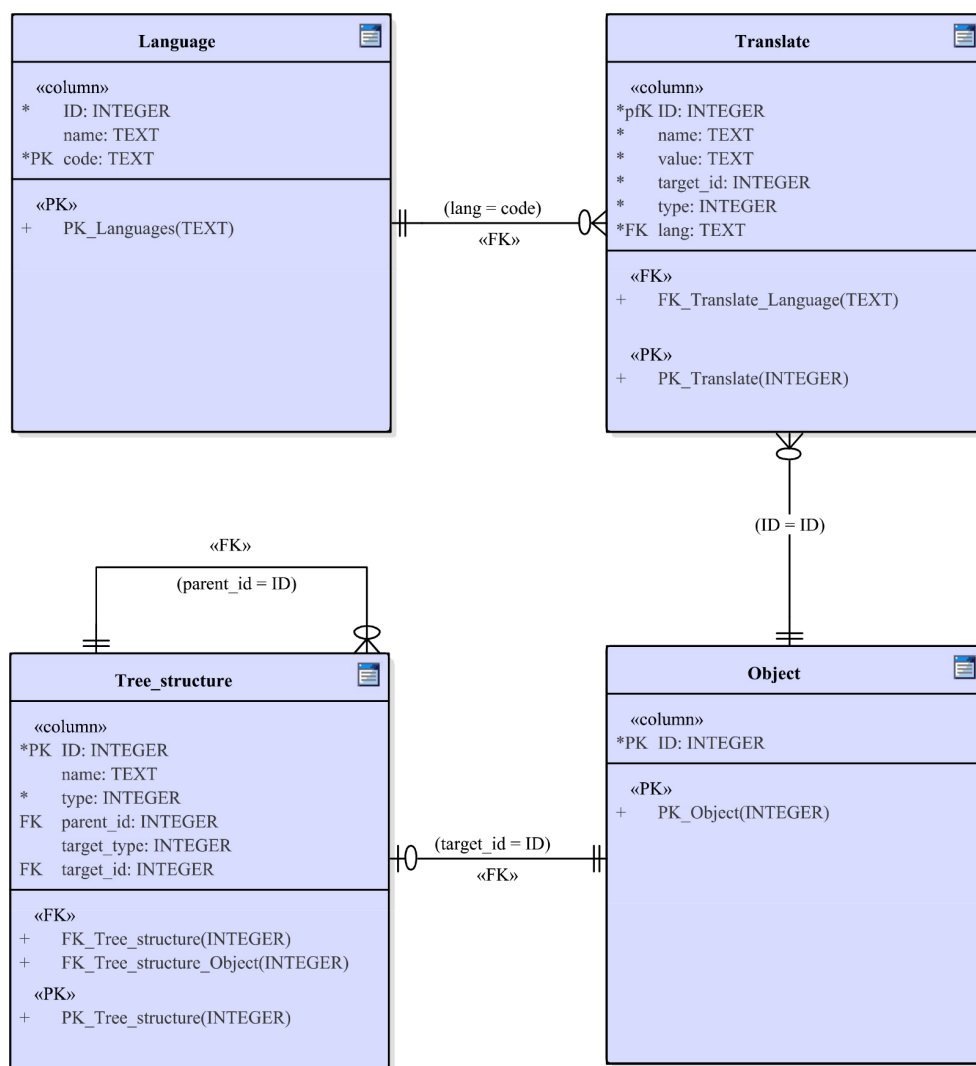 Language
«column»
* ID: INTEGER
name: TEXT
*PK code: TEXT
«PK»
+ PK_Languages(TEXT)
(lang = code)
«FK»
Translate
«column»
*pfK ID: INTEGER
* name: TEXT
* value: TEXT
* target_id: INTEGER
* type: INTEGER
*FK lang: TEXT
«FK»
+ FK_Translate_Language(TEXT)
«PK»
+ PK_Translate(INTEGER)
(ID = ID)
«FK»
(parent_id = ID)
Tree_structure
«column»
*PK ID: INTEGER
name: TEXT
* type: INTEGER
FK parent_id: INTEGER
target_type: INTEGER
FK target_id: INTEGER
«FK»
+ FK_Tree_structure(INTEGER)
+ FK_Tree_structure_Object(INTEGER)
«PK»
+ PK_Tree_structure(INTEGER)
(target_id = ID)
«FK»
Object
«column»
*PK ID: INTEGER
«PK»
+ PK_Object(INTEGER)